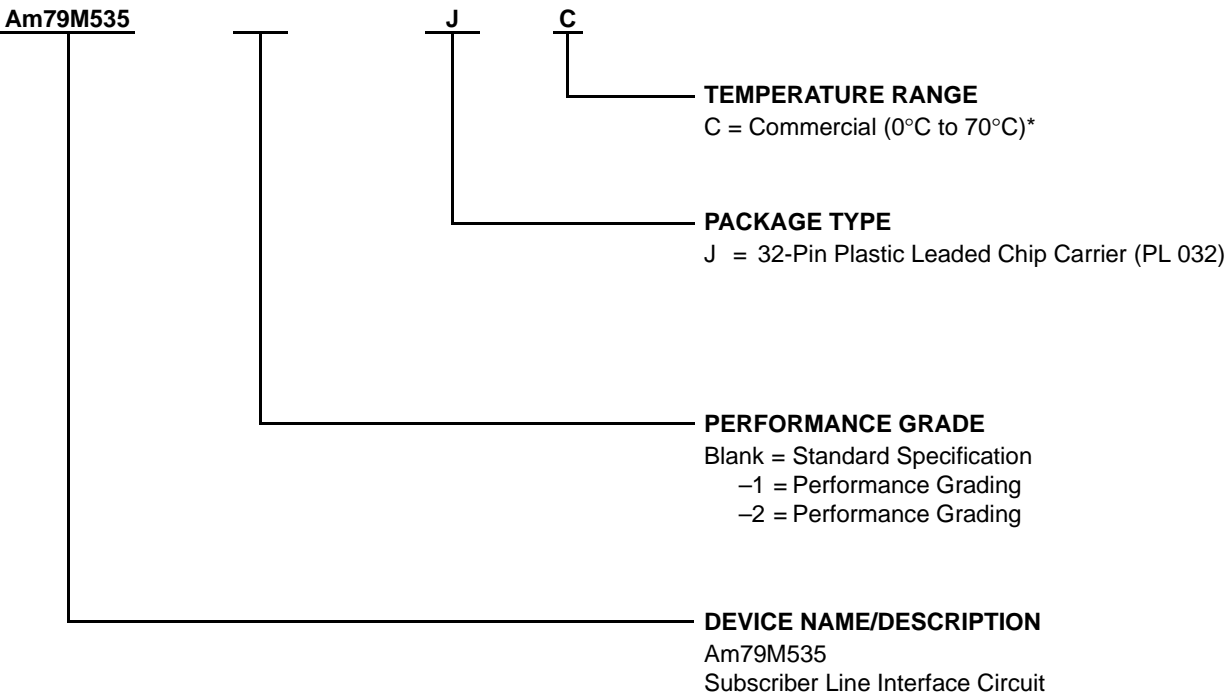 Am79M535 J C
TEMPERATURE RANGE
C = Commercial (0°C to 70°C)*
PACKAGE TYPE
J = 32-Pin Plastic Leaded Chip Carrier (PL 032)
PERFORMANCE GRADE
Blank = Standard Specification
–1 = Performance Grading
–2 = Performance Grading
DEVICE NAME/DESCRIPTION
Am79M535
Subscriber Line Interface Circuit